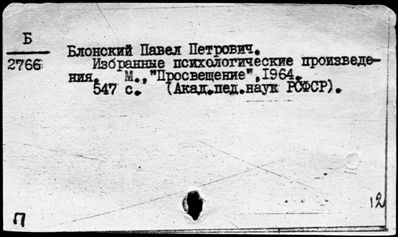 Б
2766
Блонский Павел Петрович.
Избранные психологические произведе-
ния. М.,"Просвещение",1964.
547 с. (Акад.пед.наук РСФСР).
П
12